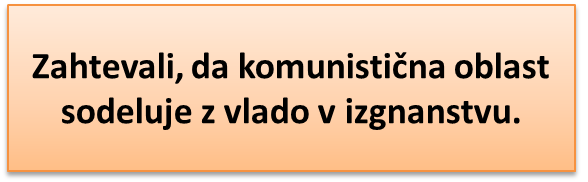 Zahtevali, da komunistična oblast
sodeluje z vlado v izgnanstvu.